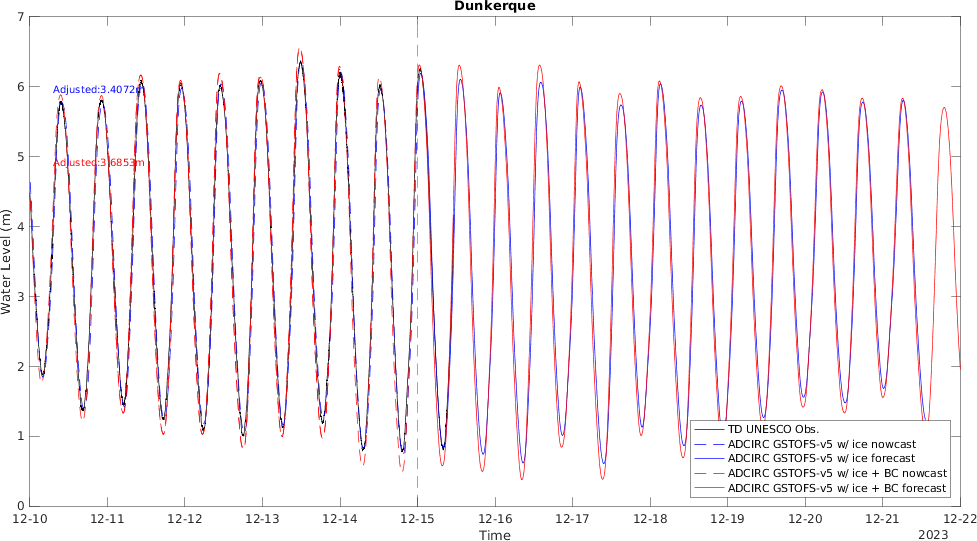 Dunkerque
7
6
5
4
3
2
1
0
Water Level (m)
Adjusted:3.4072
Adjusted:3.6853m
TD UNESCO Obs.
ADCIRC GSTOFS-v5 w/ ice nowcast
ADCIRC GSTOFS-v5 w/ ice forecast
ADCIRC GSTOFS-v5 w/ ice + BC nowcast
ADCIRC GSTOFS-v5 w/ ice + BC forecast
12-10 12-11 12-12 12-13 12-14 12-15 12-16 12-17 12-18 12-19 12-20 12-21 12-22
Time
2023